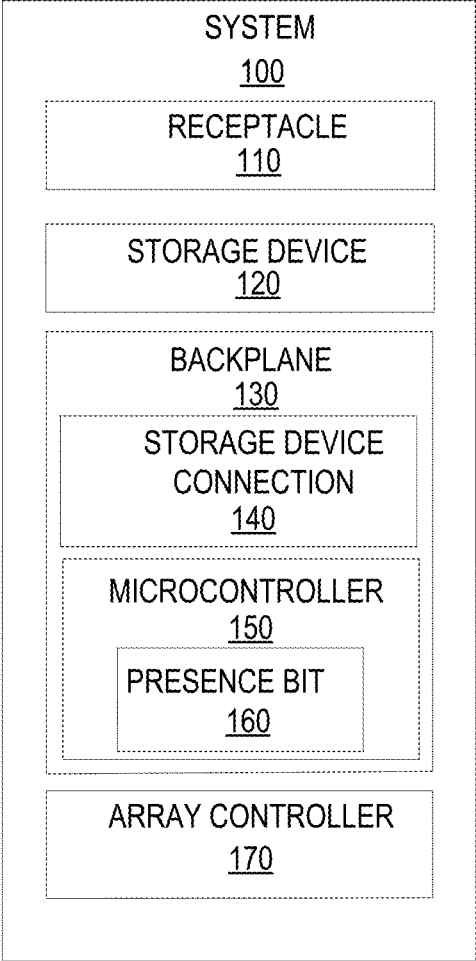 SYSTEM
100
RECEPTACLE
110
STORAGE DEVICE
120
BACKPLANE
130
STORAGE DEVICE
CONNECTION
140
MICROCONTROLLER
150
PRESENCE BIT
160
ARRAY CONTROLLER
170